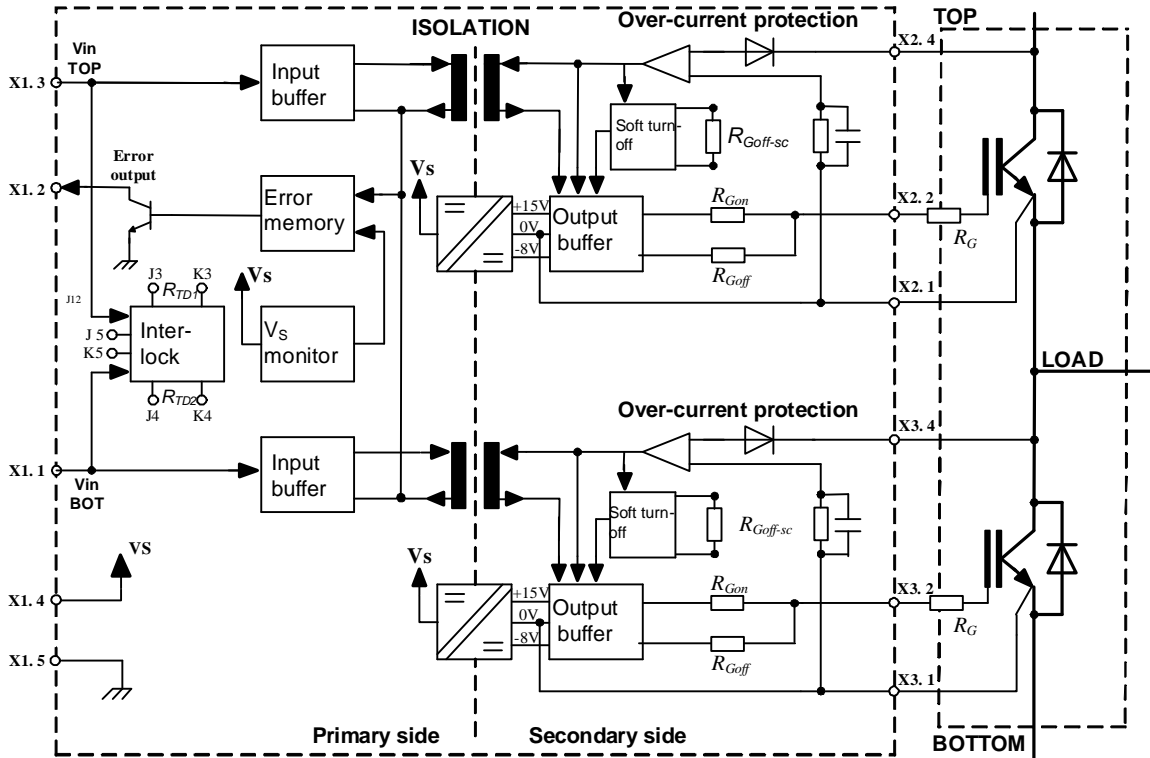 Over-current protection
TOP
ISOLATION
X2.4
Vin
TOP
X1.3
Input
buffer
Soft turn-
off
RGoff-sc
Error
output
Vs
X1.2
Error
memory
+15V
0V
-8V
Output
buffer
RGon
X2.2
RG
RGoff
J3
RTD1
K3
Vs
X2.1
J12
J 5
K5
Inter-
lock
VS
monitor
LOAD
J4
RTD2
K4
Over-current protection
X3.4
X1.1
Vin
BOT
Input
buffer
Soft turn-
off
RGoff-sc
VS
Vs
X1.4
+15V
0V
-8V
Output
buffer
RGon
X3.2
RG
RGoff
X1.5
X3.1
Primary side
Secondary side
BOTTOM